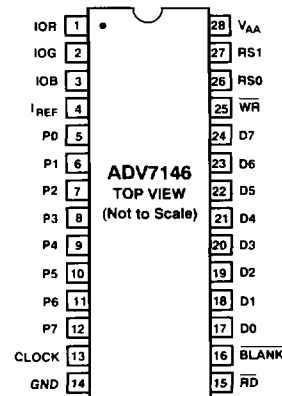 IOR 1 28 VAA
IOG 2 27 RS1
IOB 3 26 RS0
IREF 4 25 WR
P0 5 24 D7
P1 6 23 D6
P2 7 22 D5
P3 8 21 D4
P4 9 20 D3
P5 10 19 D2
P6 11 18 D1
P7 12 17 D0
CLOCK 13 16 BLANK
GND 14 15 RD
ADV7146
TOP VIEW
(Not to Scale)